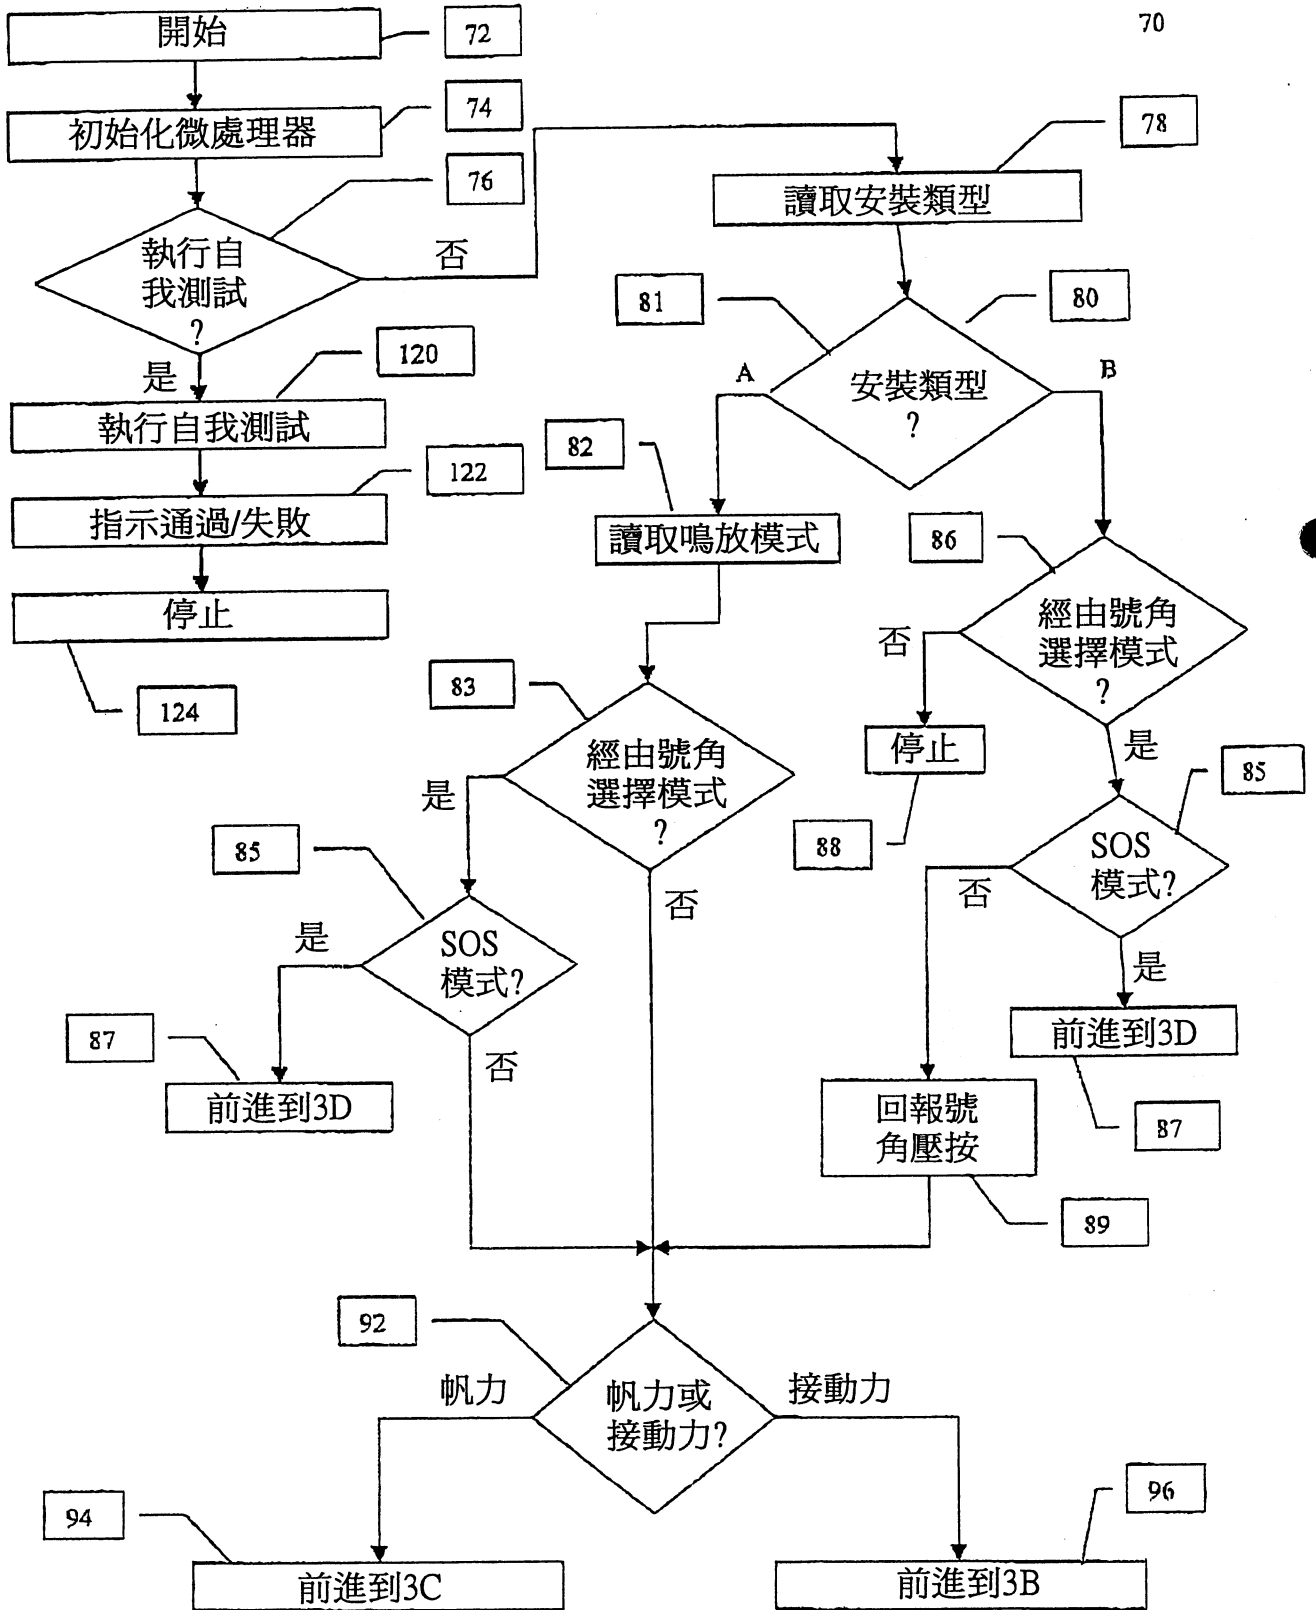 70
開始
72
初始化微處理器
74
執行自
我測試
?
76
否
是
執行自我測試
120
指示通過/失敗
122
停止
124
讀取安裝類型
78
安裝類型
?
81
80
A
B
讀取鳴放模式
82
經由號角
選擇模式
?
83
是
否
SOS
模式?
85
是
否
前進到3D
87
經由號角
選擇模式
?
86
否
是
停止
88
SOS
模式?
85
否
是
前進到3D
87
回報號
角壓按
89
帆力或
接動力?
92
帆力
接動力
前進到3C
94
前進到3B
96